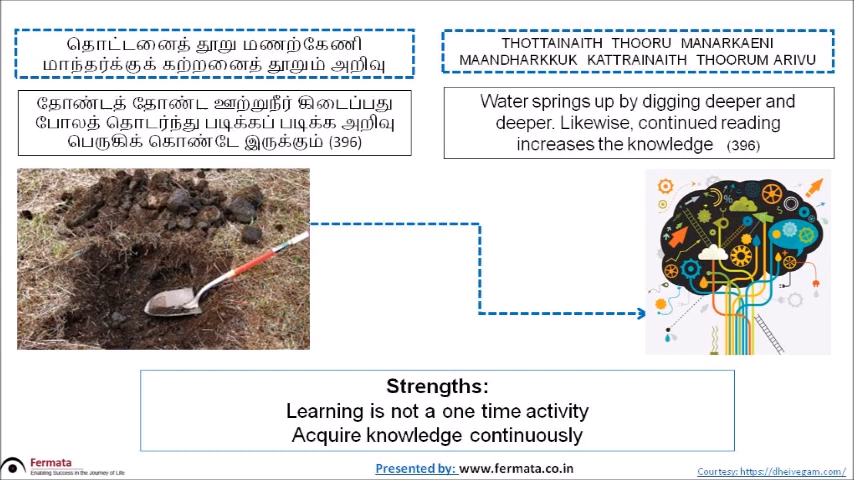 தொட்டனைத் தூறு மணற்கேணி
மாந்தர்க்குக் கற்றனைத் தூறும் அறிவு
THOTTAINAITH THOORU MANARKAENI
MAANDHARKKUK KATTRAINAITH THOORUM ARIVU
தோண்டத் தோண்ட ஊற்றுநீர் கிடைப்பது
போலத் தொடர்ந்து படிக்கப் படிக்க அறிவு
பெருகிக் கொண்டே இருக்கும் (396)
Water springs up by digging deeper and
deeper. Likewise, continued reading
increases the knowledge (396)
Strengths:
Learning is not a one time activity
Acquire knowledge continuously
Fermata
Enabling Success in the Journey of Life
Presented by: www.fermata.co.in
Courtesy: https://dheivegam.com/